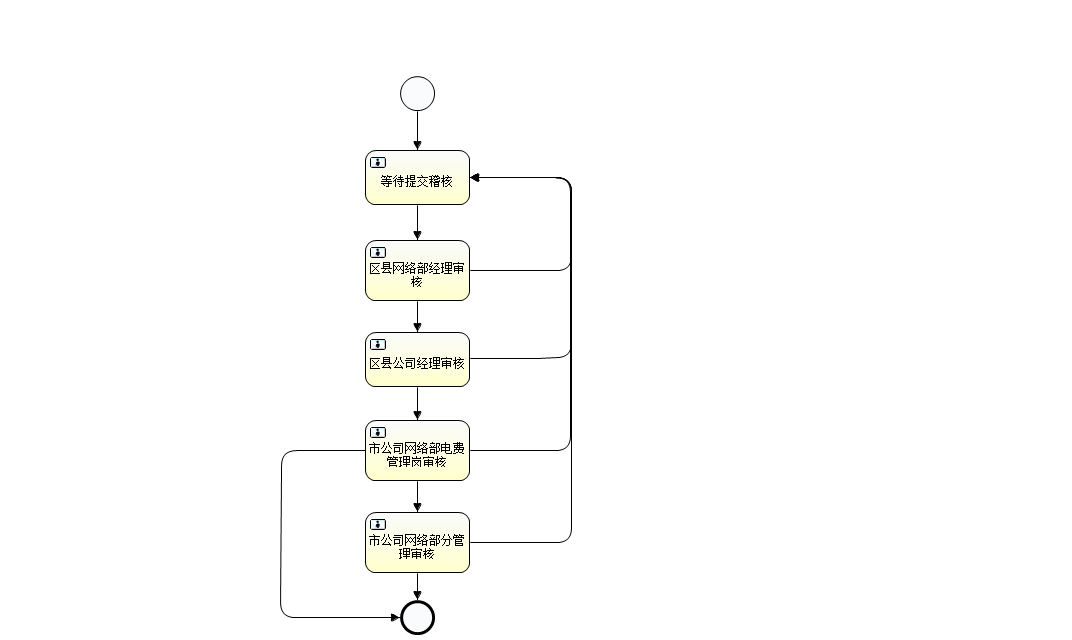 等待提交稽核
区县网络部经理审
核
区县公司经理审核
市公司网络部电费
管理岗审核
市公司网络部分管
理审核